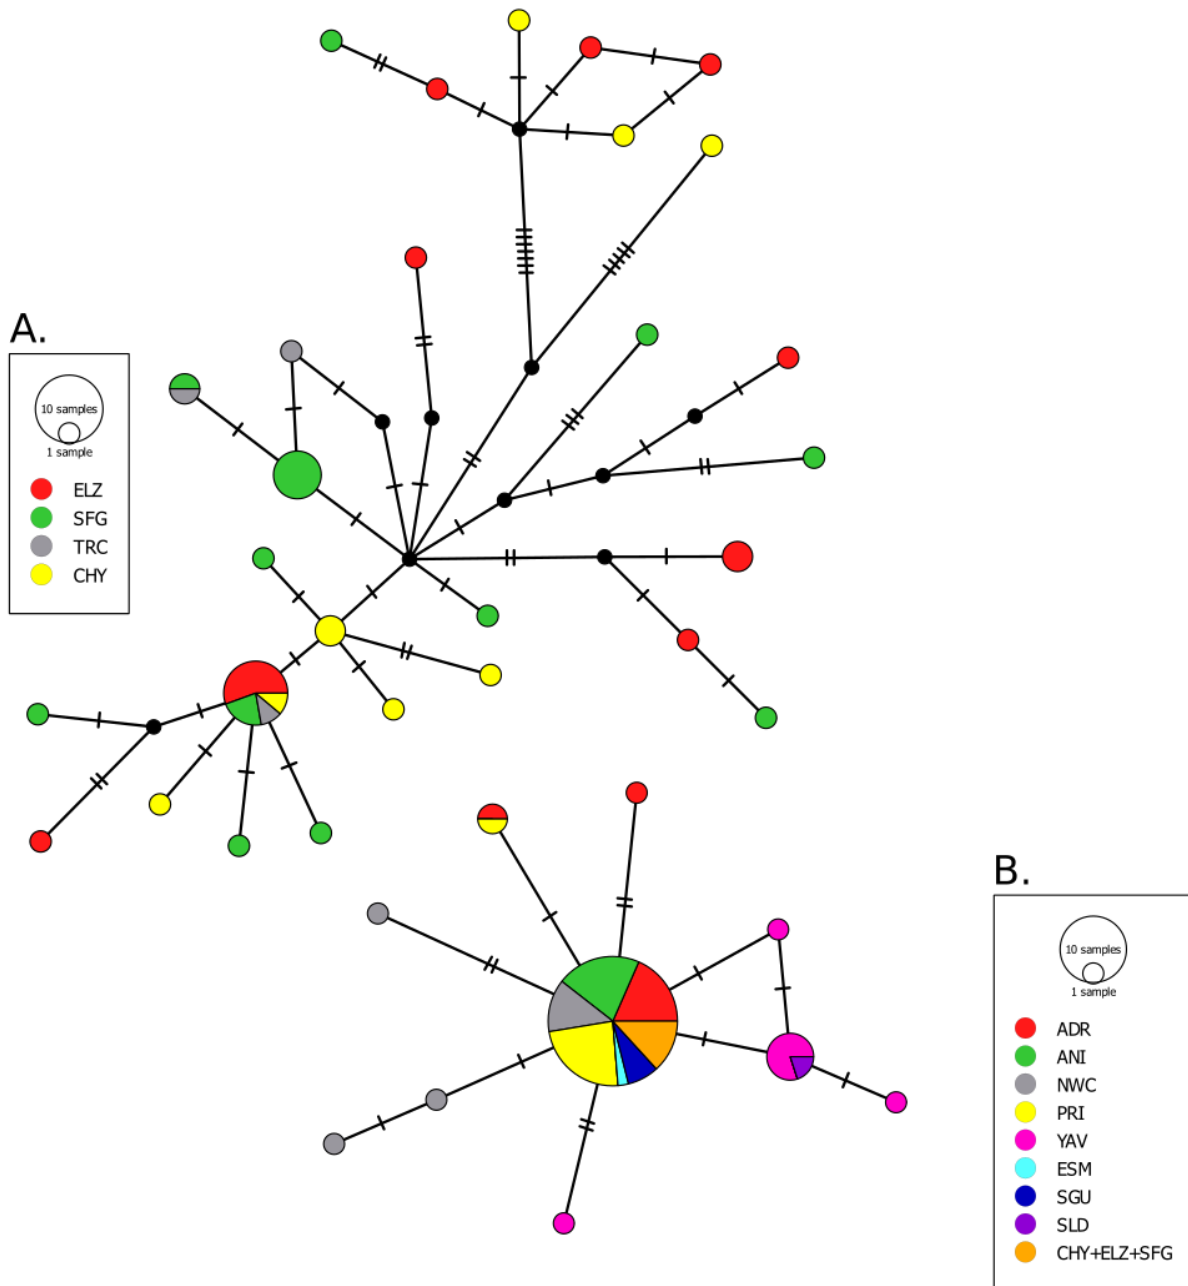 A.
10 samples
1 sample
ELZ
SFG
TRC
CHY
B.
10 samples
1 sample
ADR
ANI
NWC
PRI
YAV
ESM
SGU
SLD
CHY+ELZ+SFG